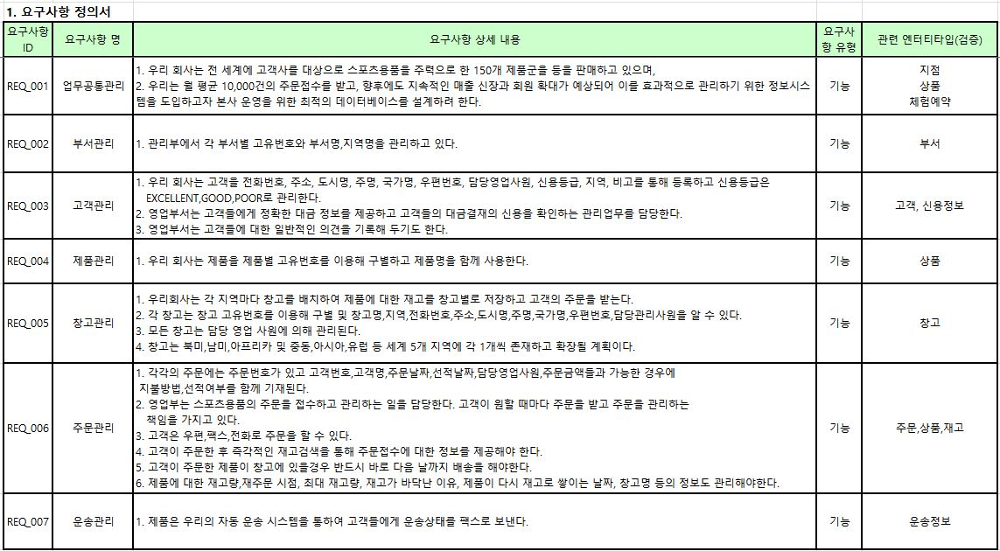 1. 요구사항 정의서
요구사항
ID
요구사항 명
요구사항 상세 내용
요구사
항 유형
관련 엔터티타입(검증)
REQ_001
업무공통관리
1. 우리 회사는 전 세계에 고객사를 대상으로 스포츠용품을 주력으로 한 150개 제품군을 등을 판매하고 있으며,
2. 우리는 월 평균 10,000건의 주문접수를 받고, 향후에도 지속적인 매출 신장과 회원 확대가 예상되어 이를 효과적으로 관리하기 위한 정보시스
템을 도입하고자 본사 운영을 위한 최적의 데이터베이스를 설계하려 한다.
기능
지점
상품
체험예약
REQ_002
부서관리
1. 관리부에서 각 부서별 고유번호와 부서명,지역명을 관리하고 있다.
기능
부서
REQ_003
고객관리
1. 우리 회사는 고객을 전화번호, 주소, 도시명, 주명, 국가명, 우편번호, 담당영업사원, 신용등급, 지역, 비고를 통해 등록하고 신용등급은
EXCELLENT,GOOD,POOR로 관리한다.
2. 영업부서는 고객들에게 정확한 대금 정보를 제공하고 고객들의 대금결재의 신용을 확인하는 관리업무를 담당한다.
3. 영업부서는 고객들에 대한 일반적인 의견을 기록해 두기도 한다.
기능
고객, 신용정보
REQ_004
제품관리
1. 우리 회사는 제품을 제품별 고유번호를 이용해 구별하고 제품명을 함께 사용한다.
기능
상품
REQ_005
창고관리
1. 우리회사는 각 지역마다 창고를 배치하여 제품에 대한 재고를 창고별로 저장하고 고객의 주문을 받는다.
2. 각 창고는 창고 고유번호를 이용해 구별 및 창고명,지역,전화번호,주소,도시명,주명,국가명,우편번호,담당관리사원을 알 수 있다.
3. 모든 창고는 담당 영업 사원에 의해 관리된다.
4. 창고는 북미,남미,아프리카 및 중동,아시아,유럽 등 세계 5개 지역에 각 1개씩 존재하고 확장될 계획이다.
기능
창고
REQ_006
주문관리
1. 각각의 주문에는 주문번호가 있고 고객번호,고객명,주문날짜,선적날짜,담당영업사원,주문금액들과 가능한 경우에
지불방법,선적여부를 함께 기재된다.
2. 영업부는 스포츠용품의 주문을 접수하고 관리하는 일을 담당한다. 고객이 원할 때마다 주문을 받고 주문을 관리하는
책임을 가지고 있다.
3. 고객은 우편,팩스,전화로 주문을 할 수 있다.
4. 고객이 주문한 후 즉각적인 재고검색을 통해 주문접수에 대한 정보를 제공해야 한다.
5. 고객이 주문한 제품이 창고에 있을경우 반드시 바로 다음 날까지 배송을 해야한다.
6. 제품에 대한 재고량,재주문 시점, 최대 재고량, 재고가 바닥난 이유, 제품이 다시 재고로 쌓이는 날짜, 창고명 등의 정보도 관리해야한다.
기능
주문,상품,재고
REQ_007
운송관리
1. 제품은 우리의 자동 운송 시스템을 통하여 고객들에게 운송상태를 팩스로 보낸다.
기능
운송정보